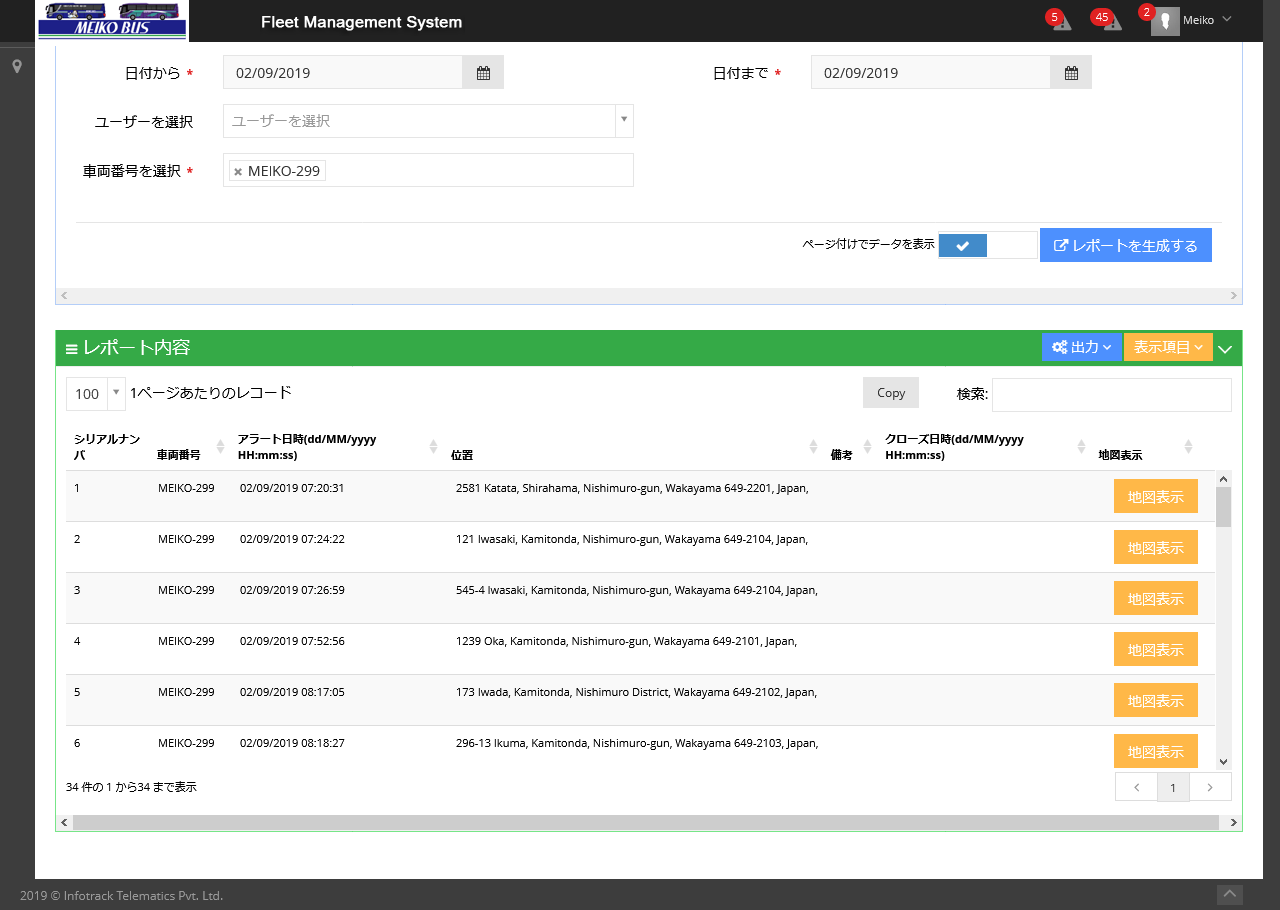 MEIKO BUS
Fleet Management System
5
45
2
Meiko
日付から *
02/09/2019
日付まで *
02/09/2019
ユーザーを選択
ユーザーを選択
車両番号を選択 *
× MEIKO-299
ページ付けでデータを表示
レポートを生成する
レポート内容
出力
表示項目
100
1ページあたりのレコード
Copy
検索:
シリアルナンバ
車両番号
アラート日時(dd/MM/yyyy HH:mm:ss)
位置
備考
クローズ日時(dd/MM/yyyy HH:mm:ss)
地図表示
1 MEIKO-299 02/09/2019 07:20:31 2581 Katata, Shirahama, Nishimuro-gun, Wakayama 649-2201, Japan, 地図表示
2 MEIKO-299 02/09/2019 07:24:22 121 Iwasaki, Kamitonda, Nishimuro-gun, Wakayama 649-2104, Japan, 地図表示
3 MEIKO-299 02/09/2019 07:26:59 545-4 Iwasaki, Kamitonda, Nishimuro-gun, Wakayama 649-2104, Japan, 地図表示
4 MEIKO-299 02/09/2019 07:52:56 1239 Oka, Kamitonda, Nishimuro-gun, Wakayama 649-2101, Japan, 地図表示
5 MEIKO-299 02/09/2019 08:17:05 173 Iwada, Kamitonda, Nishimuro District, Wakayama 649-2102, Japan, 地図表示
6 MEIKO-299 02/09/2019 08:18:27 296-13 Ikuma, Kamitonda, Nishimuro-gun, Wakayama 649-2103, Japan, 地図表示
34 件の 1 から34 まで表示
1
2019 © Infotrack Telematics Pvt. Ltd.